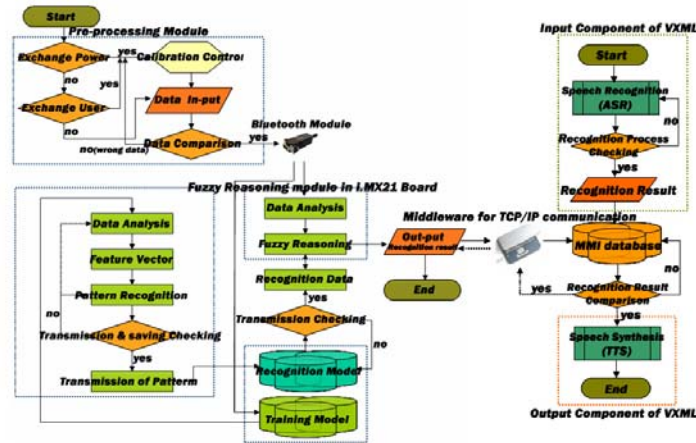 Start
Pre-processing Module
Exchange Power
yes
Calibration Control
no
yes
Exchange User
Data In-put
no
Data Comparison
yes
no(wrong data)
Bluetooth Module
Fuzzy Reasoning module in i.MX21 Board
Data Analysis
Fuzzy Reasoning
Recognition Data
yes
Transmission Checking
no
Recognition Model
Training Model
Data Analysis
Feature Vector
Pattern Recognition
no
Transmission & saving Checking
yes
Transmission of Patterm
Out-put
Recognition result
End
Middleware for TCP/IP communication
Input Component of VXML
Start
Speech Recognition
(ASR)
no
Recognition Process
Checking
yes
Recognition Result
MMI database
no
Recognition Result
Comparison
yes
yes
Speech Synthesis
(TTS)
End
Output Component of VXML